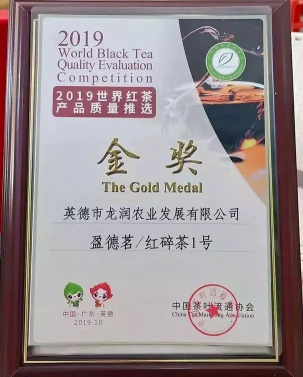 2019
World Black Tea
Quality Evaluation
Competition
2019世界红茶
产品质量推选
金奖
The Gold Medal
英德市龙润农业发展有限公司
盈德茗/红碎茶1号
中国·广东·英德
2019.10
中国茶叶流通协会
China Tea Marketing Association